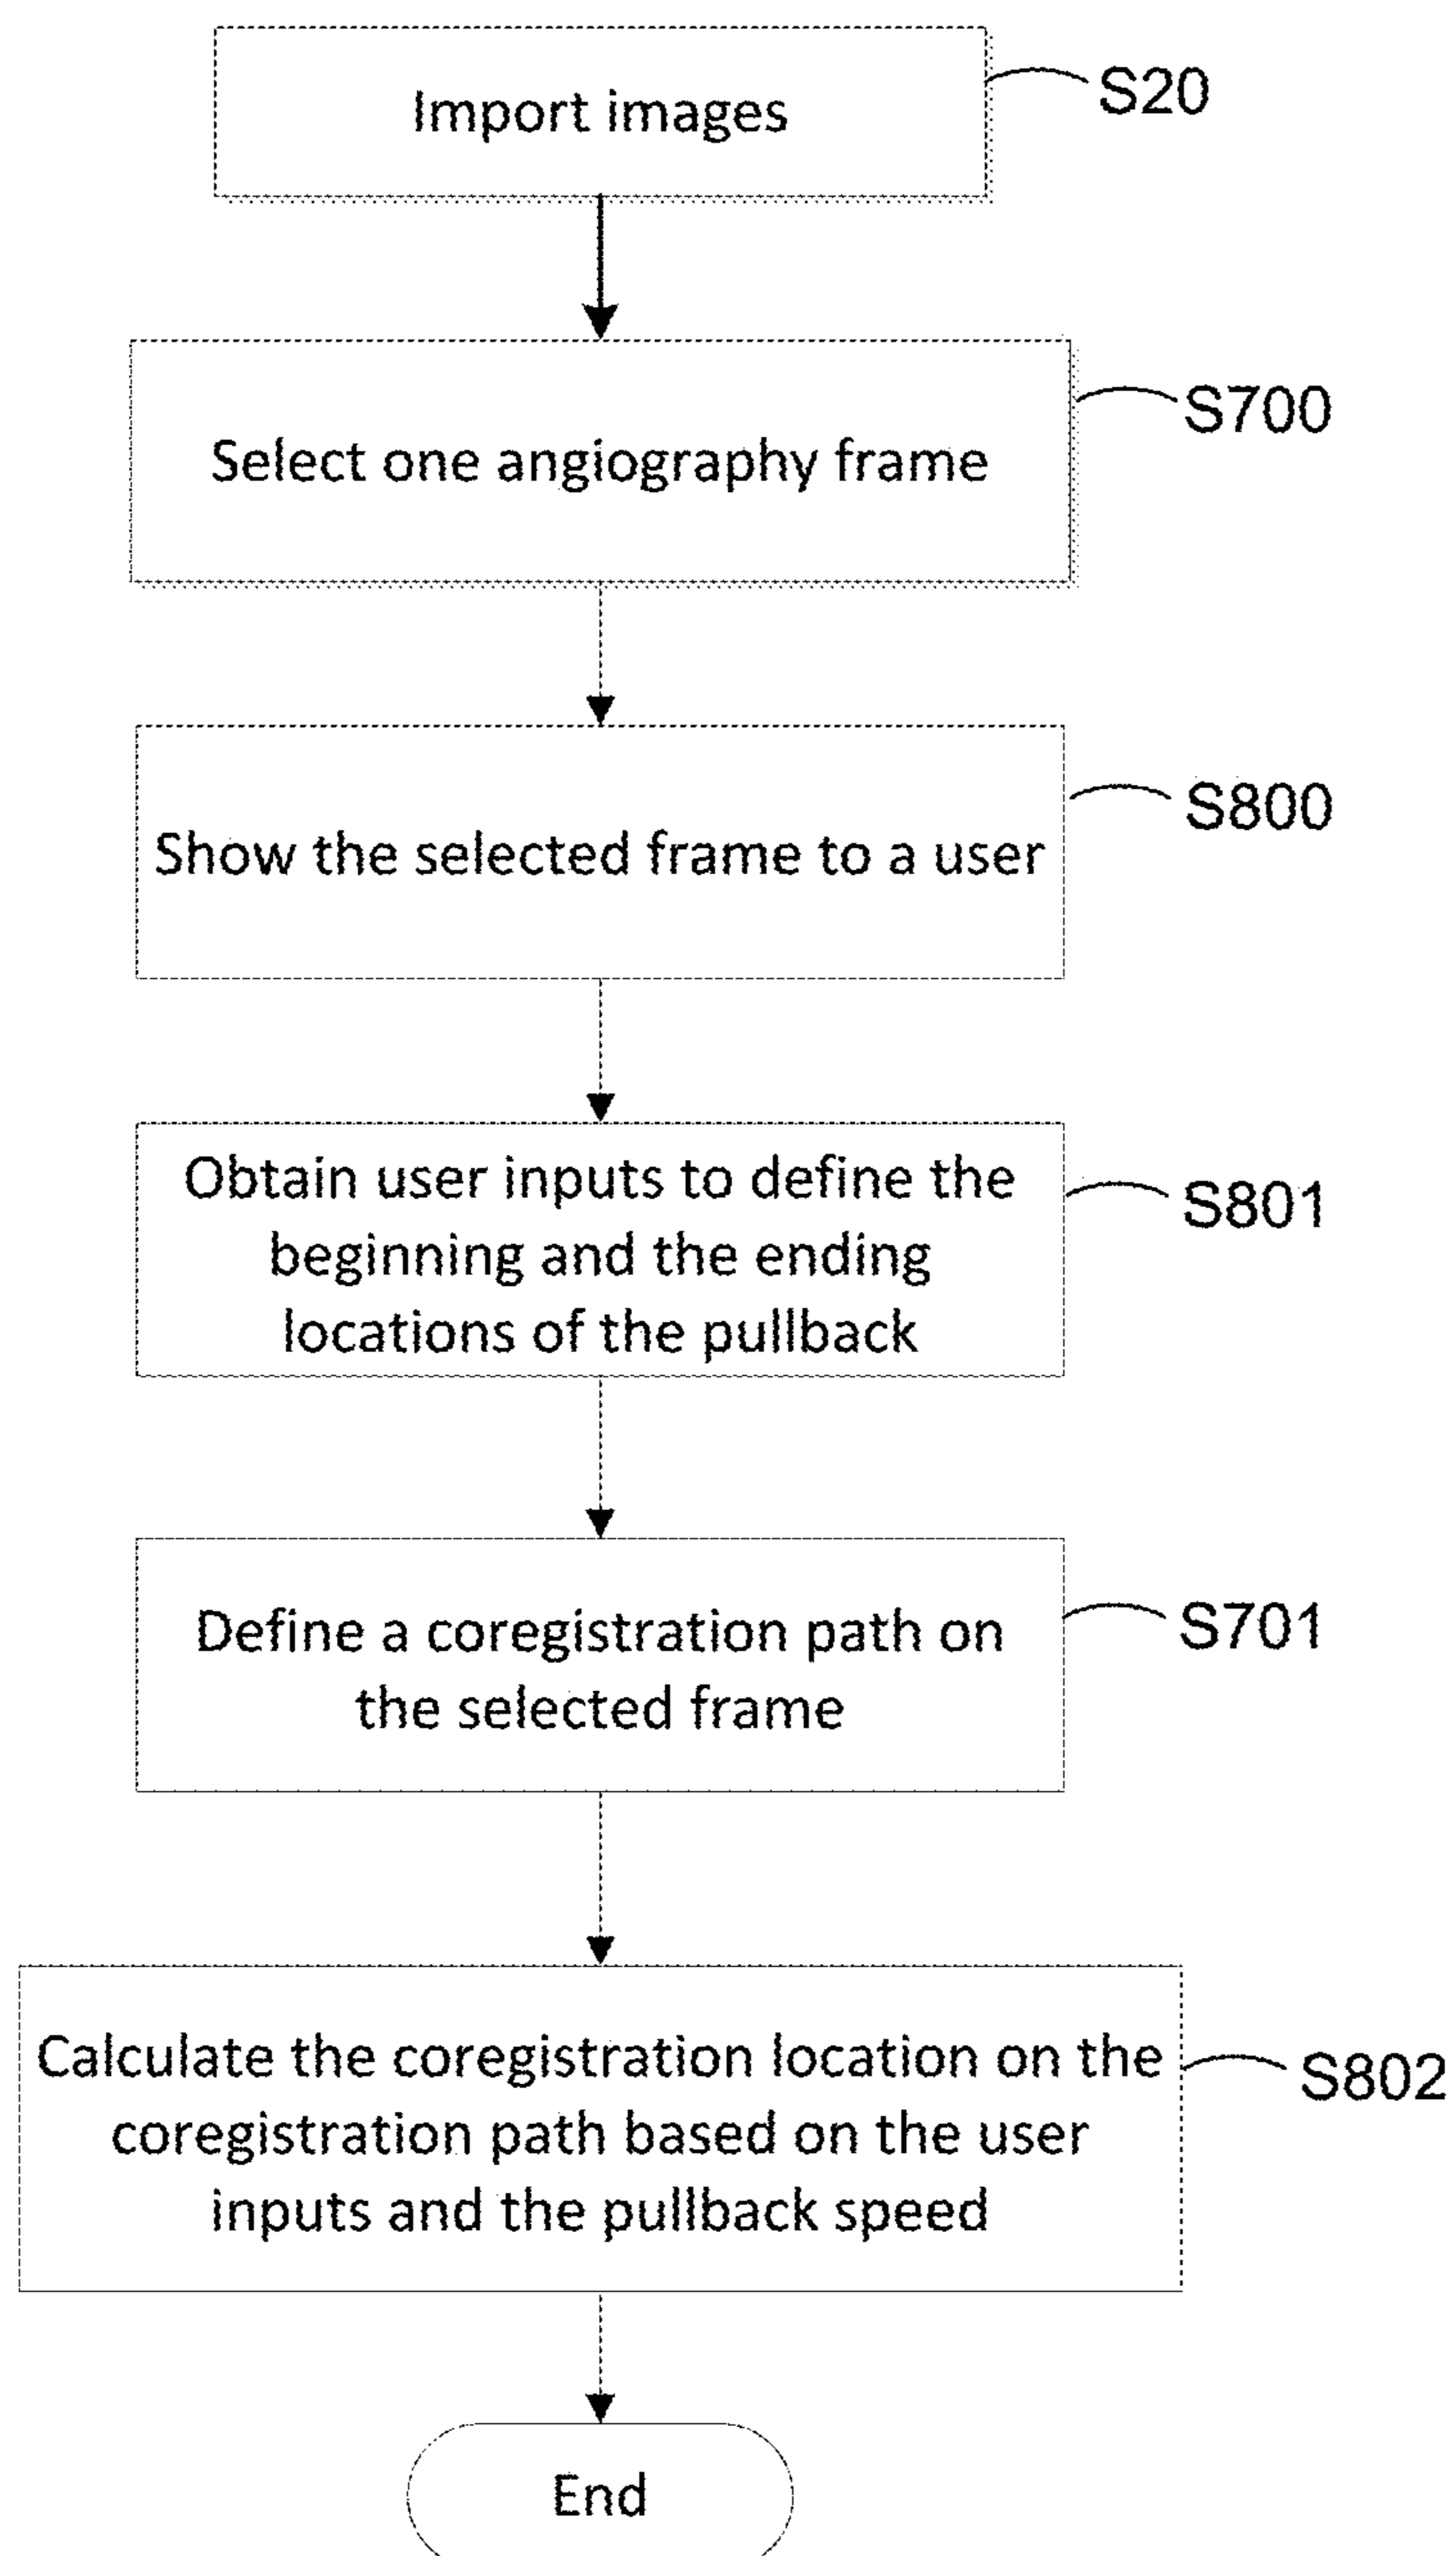 Import images
S20
Select one angiography frame
S700
Show the selected frame to a user
S800
Obtain user inputs to define the
beginning and the ending
locations of the pullback
S801
Define a coregistration path on
the selected frame
S701
Calculate the coregistration location on the
coregistration path based on the user
inputs and the pullback speed
S802
End